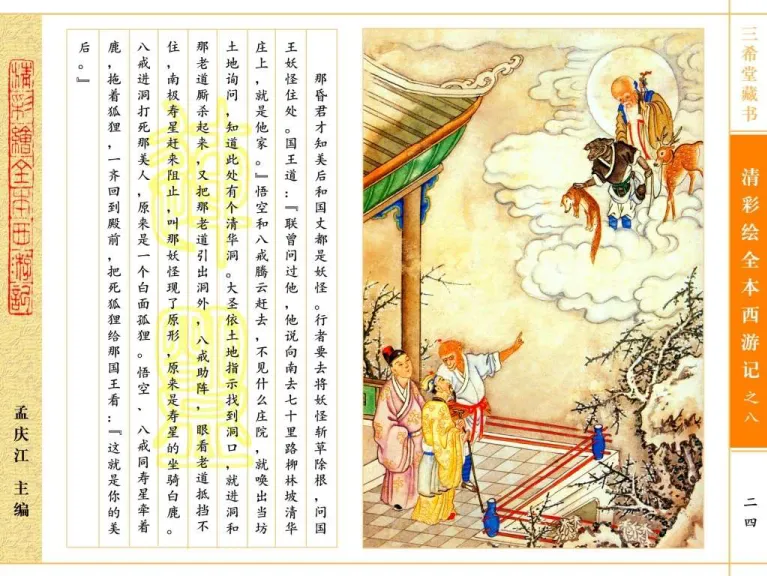 三希堂藏书
清彩绘全本西游记之八
二四
那昏君才知美后和国丈都是妖怪。行者要去将妖怪斩草除根，问国
王妖怪住处。国王道：『朕曾问过他，他说向南去七十里路柳林坡清华
庄上，就是他家。』悟空和八戒腾云赶去，不见什么庄院，就唤出当坊
土地询问，知道此处有个清华洞。大圣依土地指示找到洞口，就进洞和
那老道厮杀起来，又把那老道引出洞外，八戒助阵，眼看老道抵挡不
住，南极寿星赶来阻止，叫那妖怪现了原形，原来是寿星的坐骑白鹿。
八戒进洞打死那美人，原来是一个白面狐狸。悟空、八戒同寿星牵着
鹿，拖着狐狸，一齐回到殿前，把死狐狸给那国王看：『这就是你的美
后。』
清彩繪全本西游記
孟庆江 主编